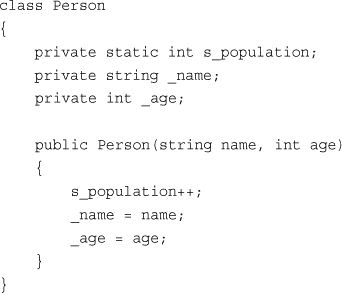 class Person
{
    private static int s_population;
    private string _name;
    private int _age;

    public Person(string name, int age)
    {
        s_population++;
        _name = name;
        _age = age;
    }
}